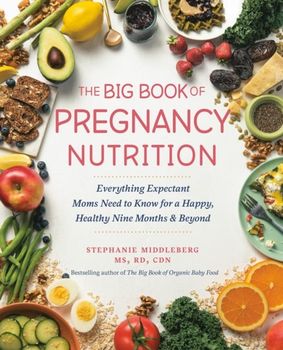 THE BIG BOOK OF
PREGNANCY
NUTRITION
Everything Expectant
Moms Need to Know for a Happy,
Healthy Nine Months & Beyond
STEPHANIE MIDDLEBERG
MS, RD, CDN
Bestselling author of The Big Book of Organic Baby Food